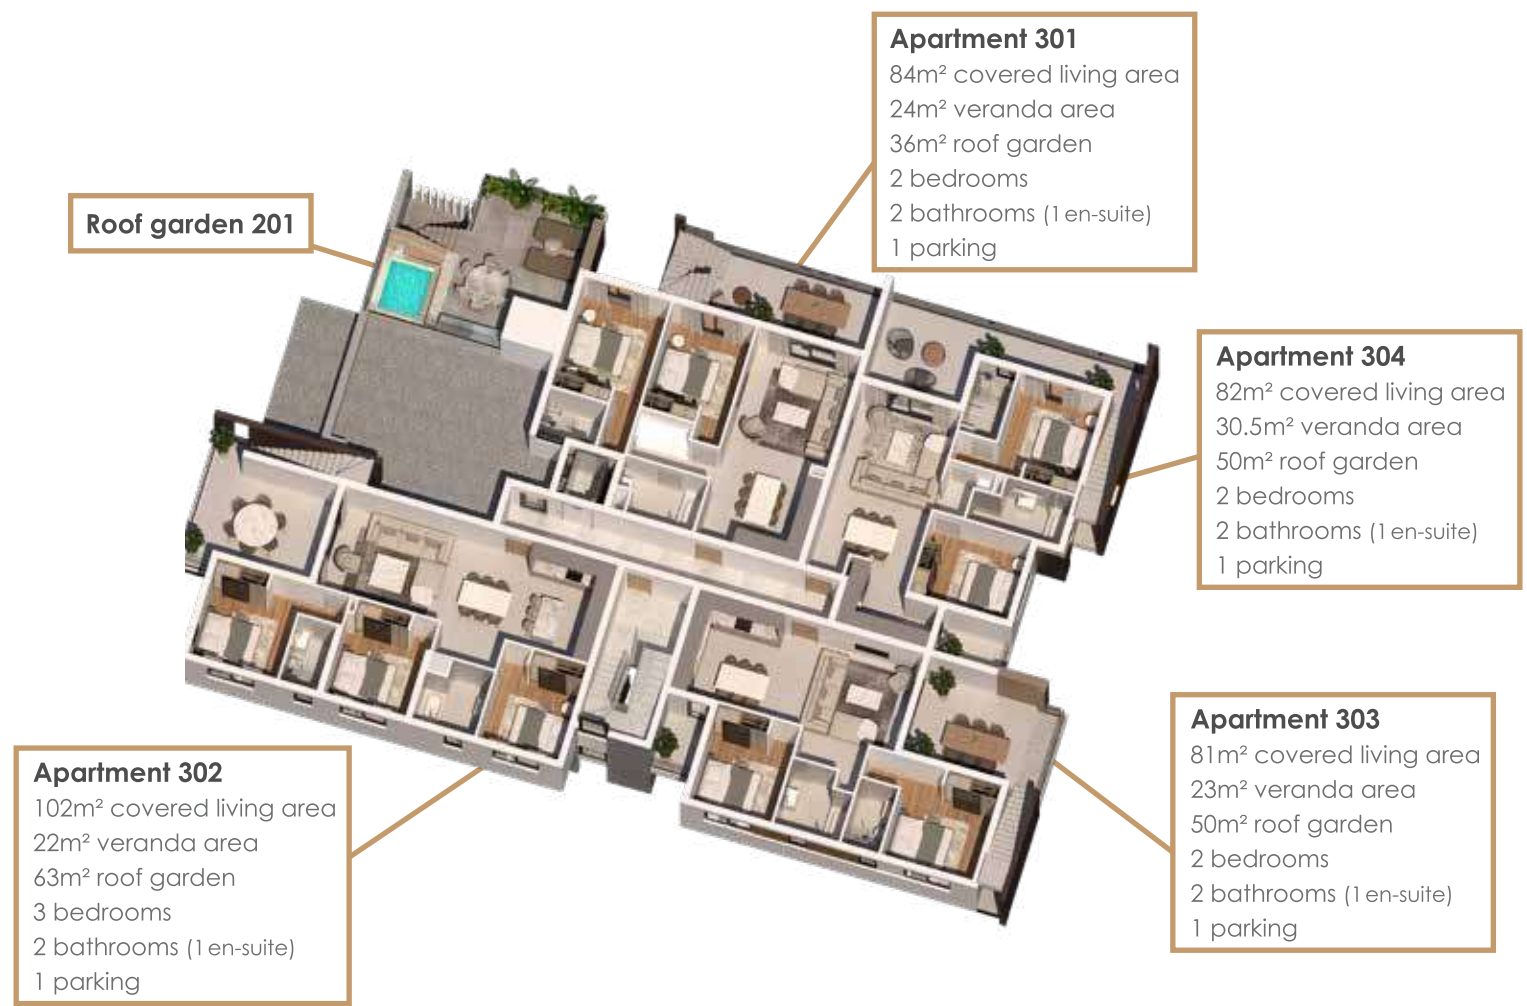 Apartment 301
84m² covered living area
24m² veranda area
36m² roof garden
2 bedrooms
2 bathrooms (1 en-suite)
1 parking
Roof garden 201
Apartment 304
82m² covered living area
30.5m² veranda area
50m² roof garden
2 bedrooms
2 bathrooms (1 en-suite)
1 parking
Apartment 303
81m² covered living area
23m² veranda area
50m² roof garden
2 bedrooms
2 bathrooms (1 en-suite)
1 parking
Apartment 302
102m² covered living area
22m² veranda area
63m² roof garden
3 bedrooms
2 bathrooms (1 en-suite)
1 parking